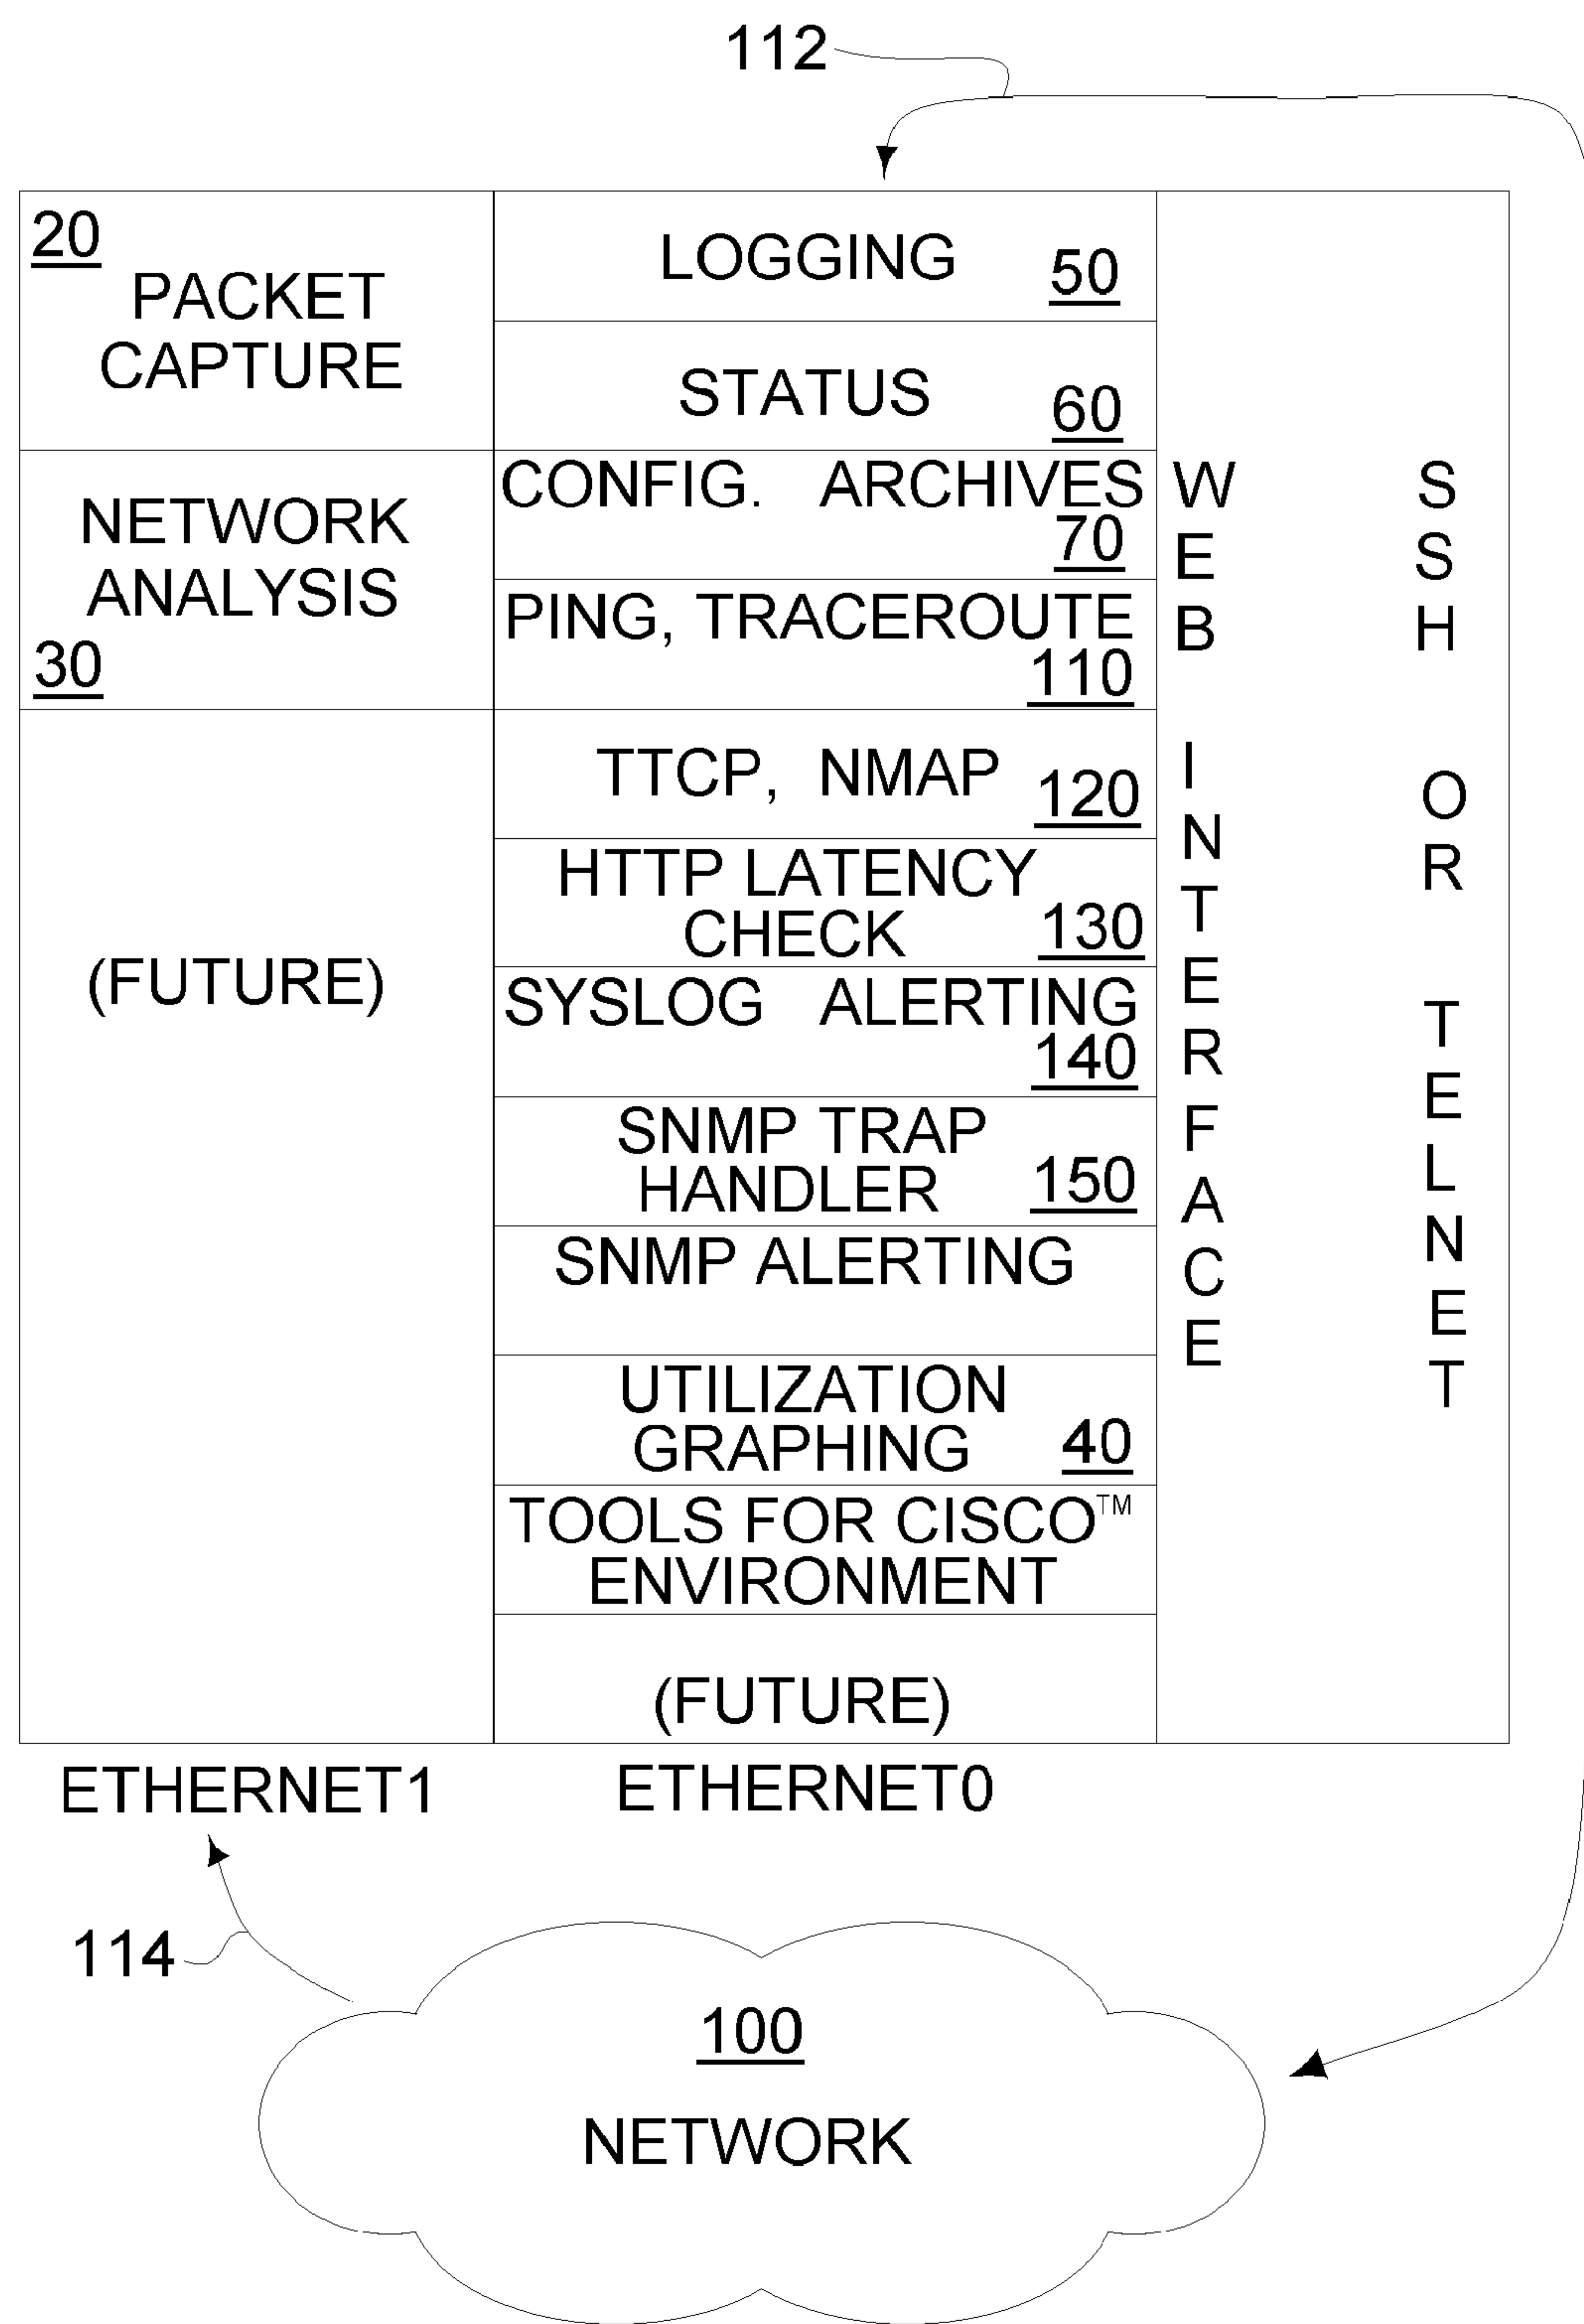 112
20
PACKET
CAPTURE
NETWORK
ANALYSIS
30
(FUTURE)
LOGGING 50
STATUS 60
CONFIG. ARCHIVES
70
PING, TRACEROUTE
110
TTCP, NMAP 120
HTTP LATENCY
CHECK 130
SYSLOG ALERTING
140
SNMP TRAP
HANDLER 150
SNMP ALERTING
UTILIZATION
GRAPHING 40
TOOLS FOR CISCO™
ENVIRONMENT
(FUTURE)
WEB INTERFACE
SSH OR TELNET
ETHERNET1
ETHERNET0
114
100
NETWORK